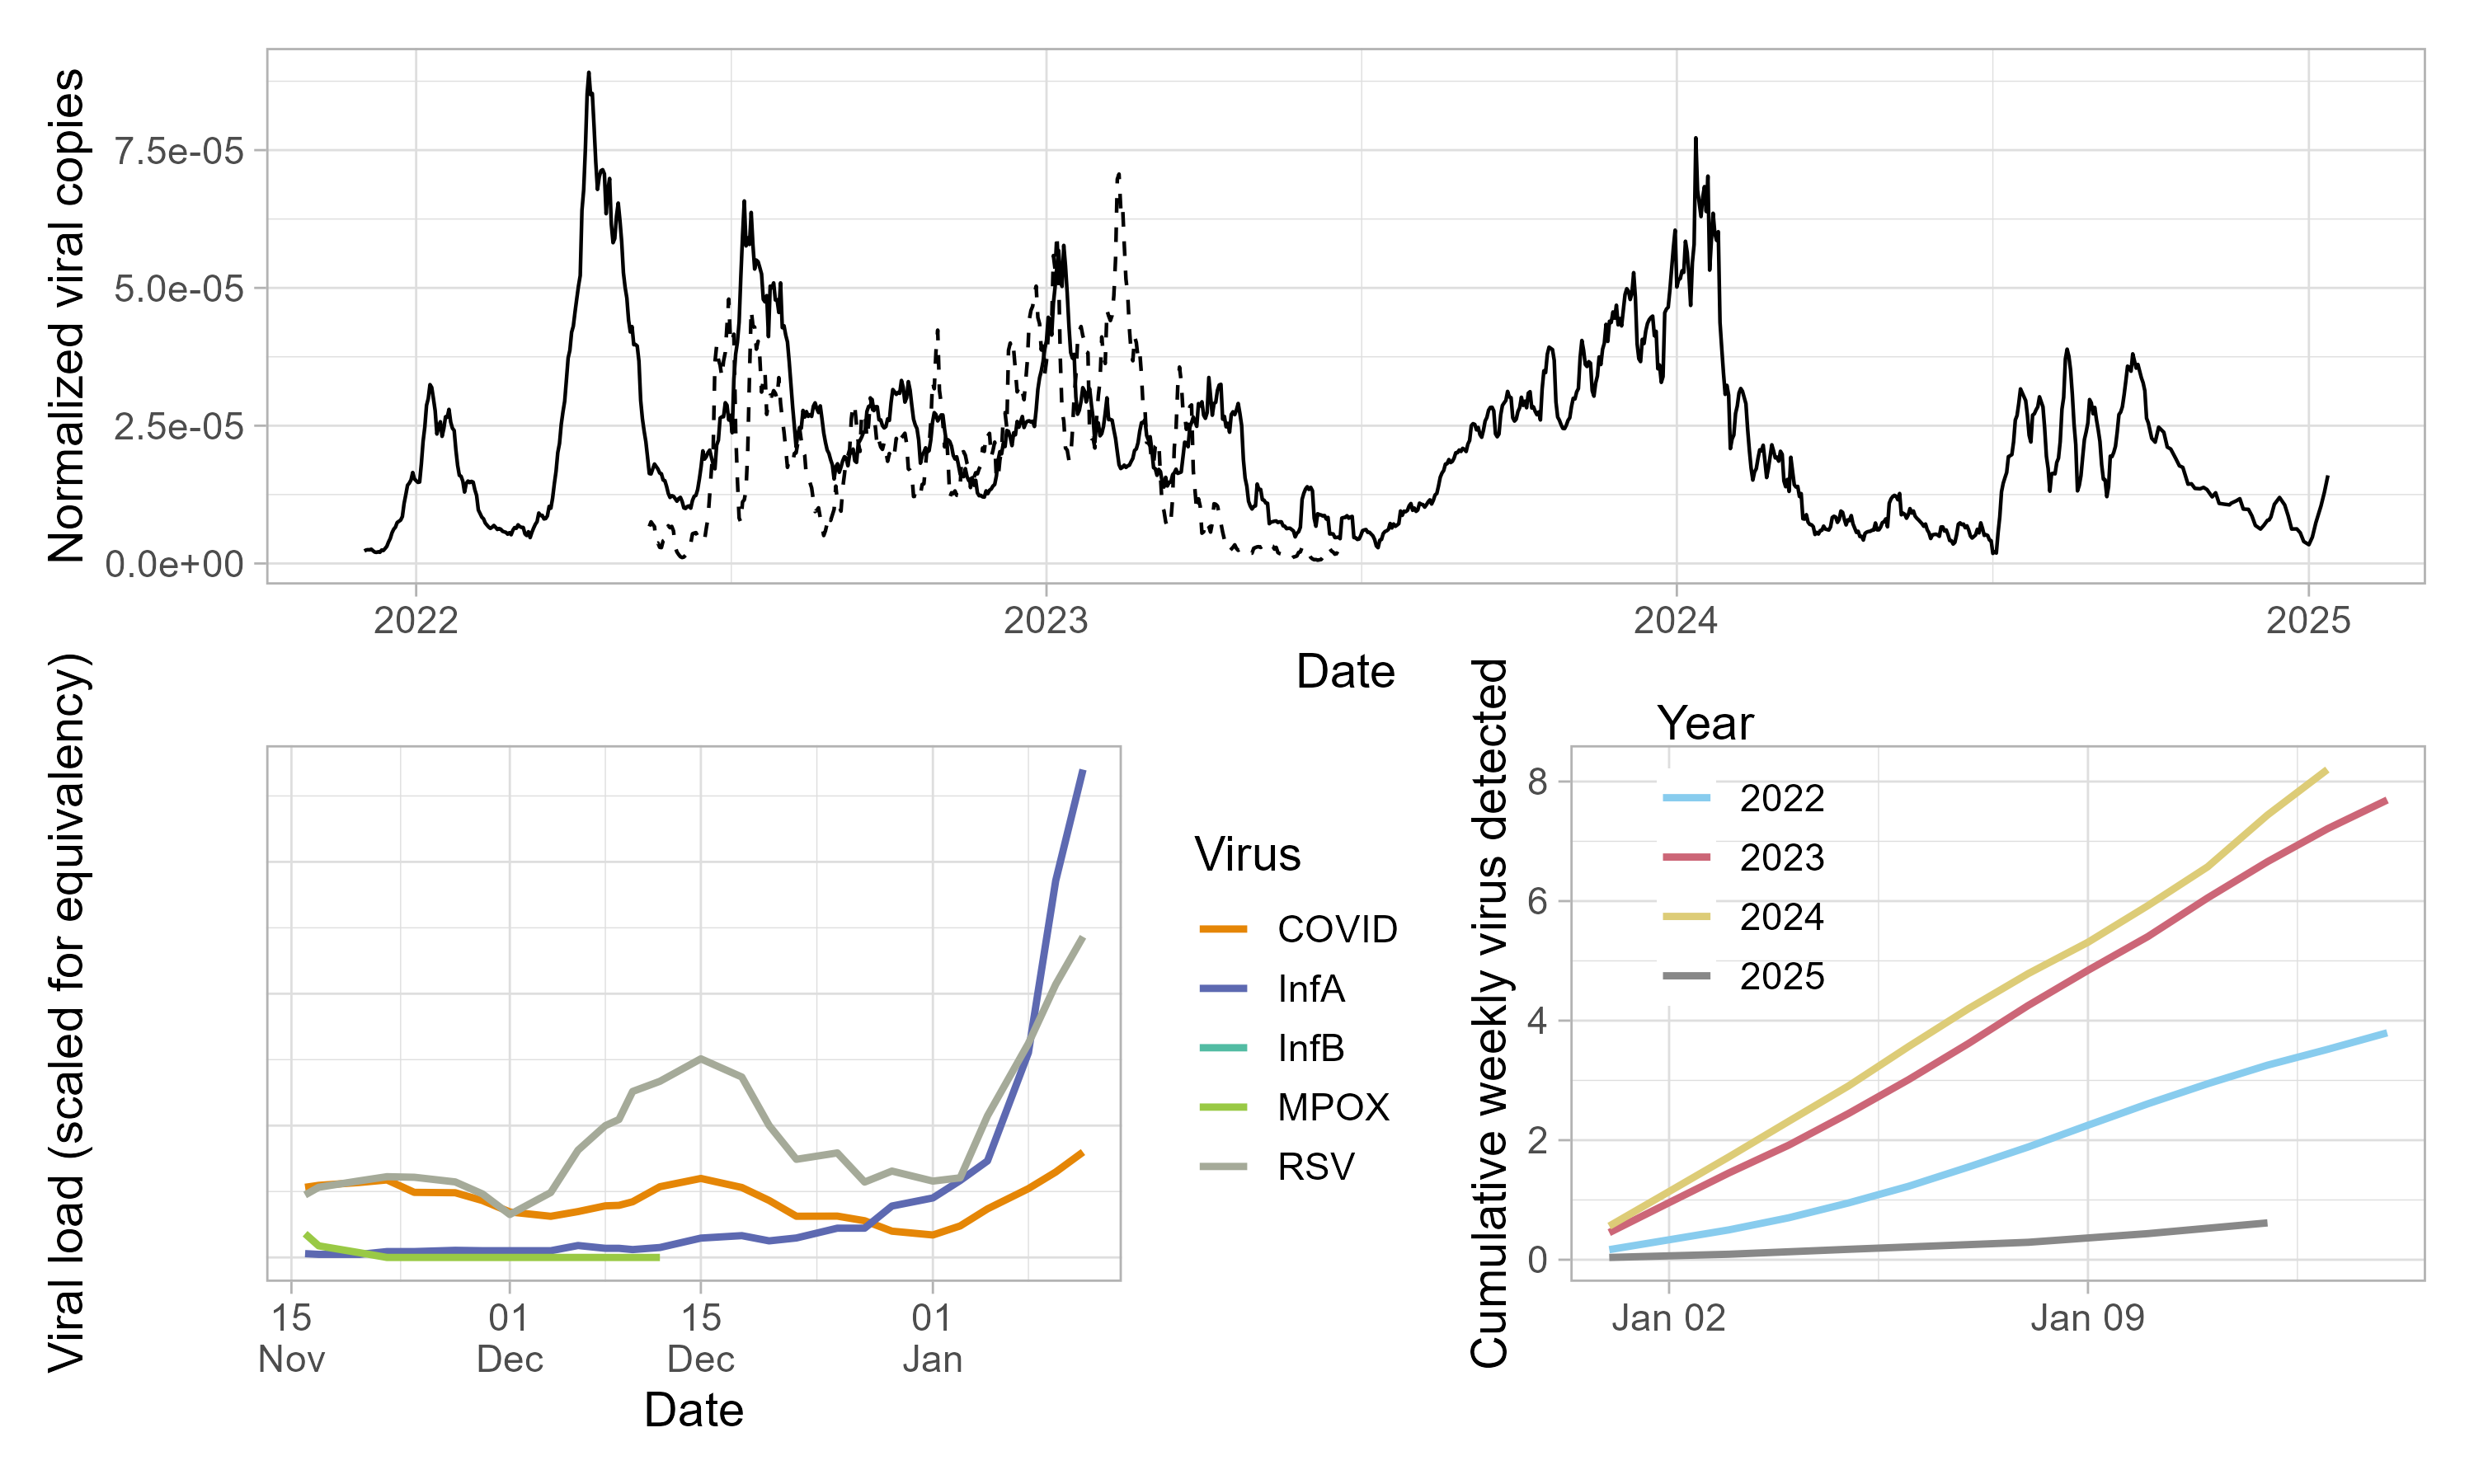 Normalized viral copies
7.5e-05
5.0e-05
2.5e-05
0.0e+00
2022
2023
2024
2025
Date
Viral load (scaled for equivalency)
15
Nov
01
Dec
15
Dec
01
Jan
Date
Virus
COVID
InfA
InfB
MPOX
RSV
Cumulative weekly virus detected
Year
2022
2023
2024
2025
8
6
4
2
0
Jan 02
Jan 09